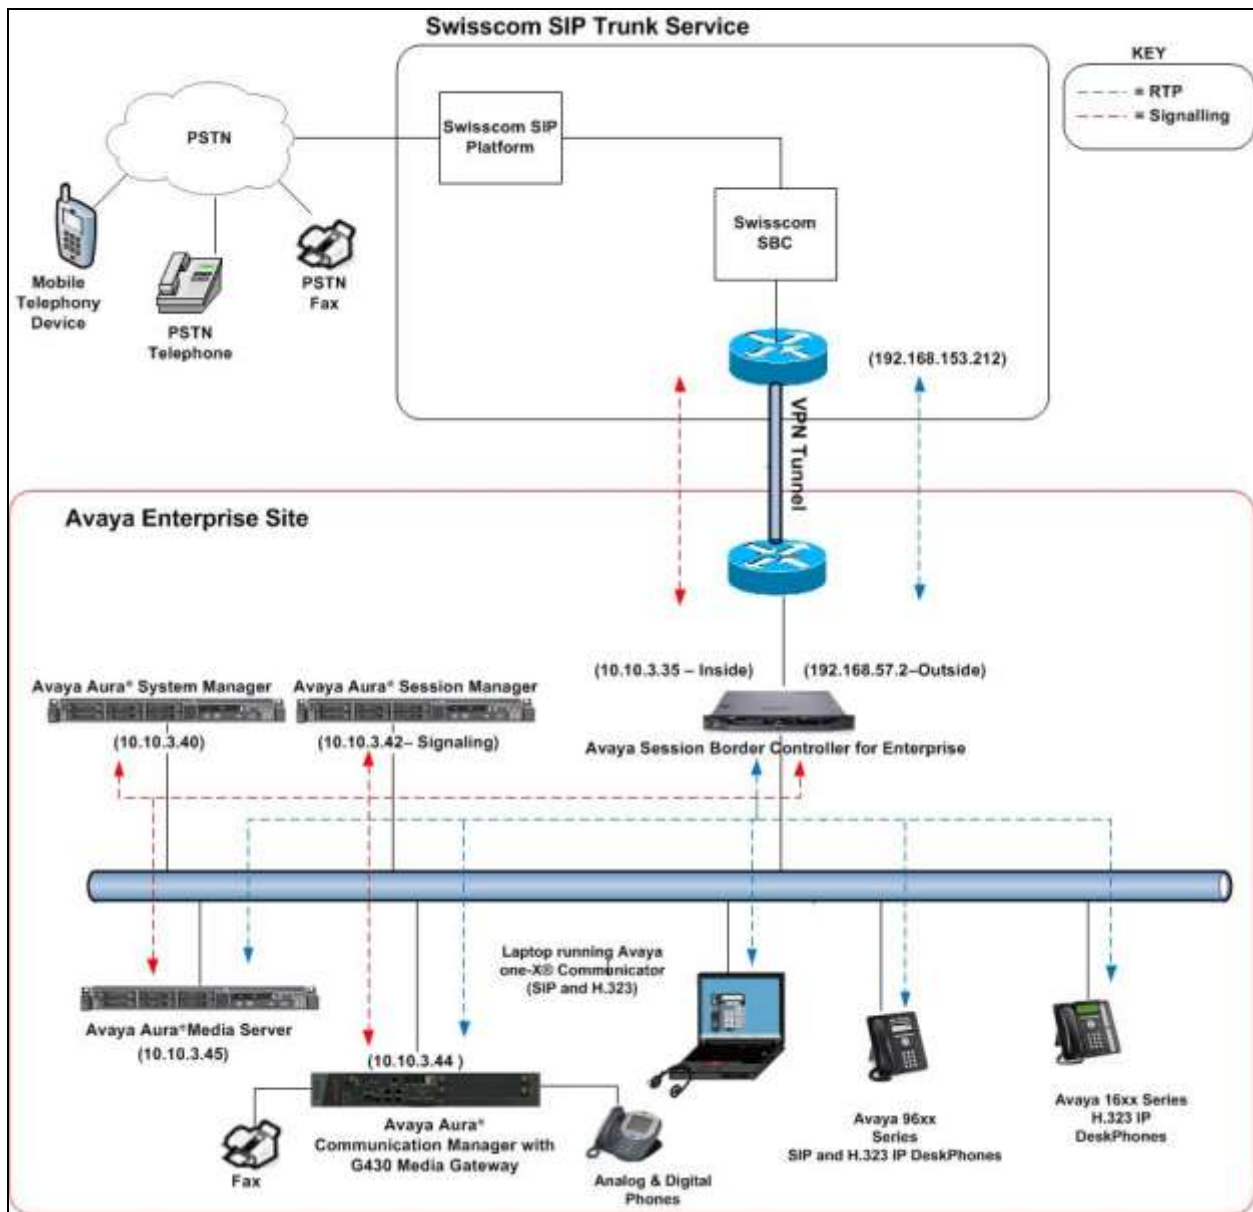 Swisscom SIP Trunk Service
KEY
= RTP
= Signalling
PSTN
Swisscom SIP
Platform
Swisscom
SBC
Mobile
Telephony
Device
PSTN
Telephone
PSTN
Fax
(192.168.153.212)
VPN Tunnel
Avaya Enterprise Site
(10.10.3.35 – Inside)
(192.168.57.2–Outside)
Avaya Aura® System Manager
Avaya Aura® Session Manager
(10.10.3.40)
(10.10.3.42– Signaling)
Avaya Session Border Controller for Enterprise
Laptop running Avaya
one-X® Communicator
(SIP and H.323)
Avaya Aura®Media Server
(10.10.3.45)
(10.10.3.44 )
Avaya Aura®
Communication Manager with
G430 Media Gateway
Fax
Analog & Digital
Phones
Avaya 96xx
Series
SIP and H.323 IP DeskPhones
Avaya 16xx Series
H.323 IP
DeskPhones